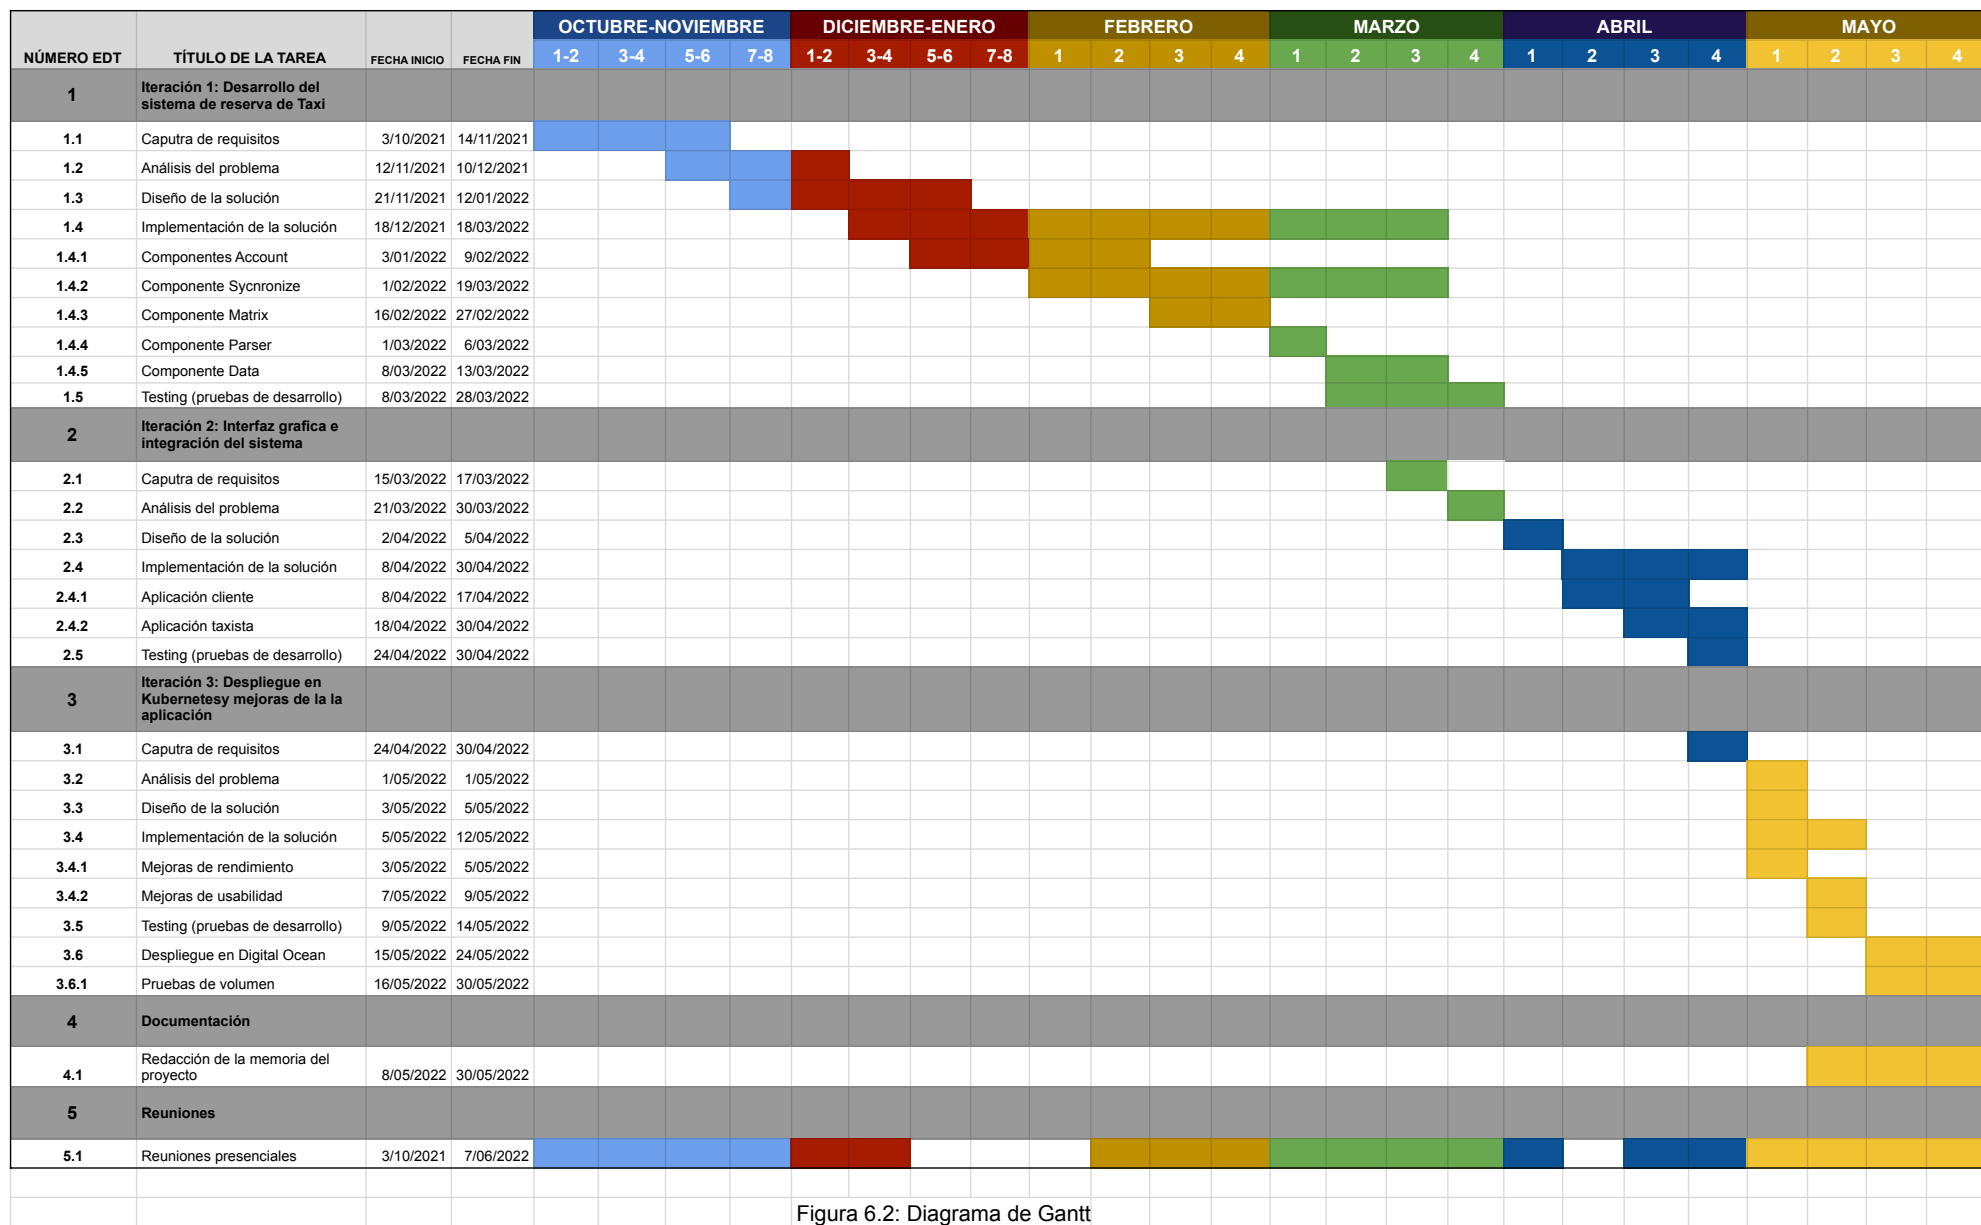 OCTUBRE-NOVIEMBRE DICIEMBRE-ENERO FEBRERO MARZO ABRIL MAYO
NÚMERO EDT TÍTULO DE LA TAREA FECHA INICIO FECHA FIN 1-2 3-4 5-6 7-8 1-2 3-4 5-6 7-8 1 2 3 4 1 2 3 4 1 2 3 4 1 2 3 4
1 Iteración 1: Desarrollo del
sistema de reserva de Taxi
1.1 Caputra de requisitos 3/10/2021 14/11/2021
1.2 Análisis del problema 12/11/2021 10/12/2021
1.3 Diseño de la solución 21/11/2021 12/01/2022
1.4 Implementación de la solución 18/12/2021 18/03/2022
1.4.1 Componentes Account 3/01/2022 9/02/2022
1.4.2 Componente Sycnronize 1/02/2022 19/03/2022
1.4.3 Componente Matrix 16/02/2022 27/02/2022
1.4.4 Componente Parser 1/03/2022 6/03/2022
1.4.5 Componente Data 8/03/2022 13/03/2022
1.5 Testing (pruebas de desarrollo) 8/03/2022 28/03/2022
2 Iteración 2: Interfaz grafica e
integración del sistema
2.1 Caputra de requisitos 15/03/2022 17/03/2022
2.2 Análisis del problema 21/03/2022 30/03/2022
2.3 Diseño de la solución 2/04/2022 5/04/2022
2.4 Implementación de la solución 8/04/2022 30/04/2022
2.4.1 Aplicación cliente 8/04/2022 17/04/2022
2.4.2 Aplicación taxista 18/04/2022 30/04/2022
2.5 Testing (pruebas de desarrollo) 24/04/2022 30/04/2022
3 Iteración 3: Despliegue en
Kubernetesy mejoras de la la
aplicación
3.1 Caputra de requisitos 24/04/2022 30/04/2022
3.2 Análisis del problema 1/05/2022 1/05/2022
3.3 Diseño de la solución 3/05/2022 5/05/2022
3.4 Implementación de la solución 5/05/2022 12/05/2022
3.4.1 Mejoras de rendimiento 3/05/2022 5/05/2022
3.4.2 Mejoras de usabilidad 7/05/2022 9/05/2022
3.5 Testing (pruebas de desarrollo) 9/05/2022 14/05/2022
3.6 Despliegue en Digital Ocean 15/05/2022 24/05/2022
3.6.1 Pruebas de volumen 16/05/2022 30/05/2022
4 Documentación
Redacción de la memoria del
4.1 proyecto 8/05/2022 30/05/2022
5 Reuniones
5.1 Reuniones presenciales 3/10/2021 7/06/2022
Figura 6.2: Diagrama de Gantt